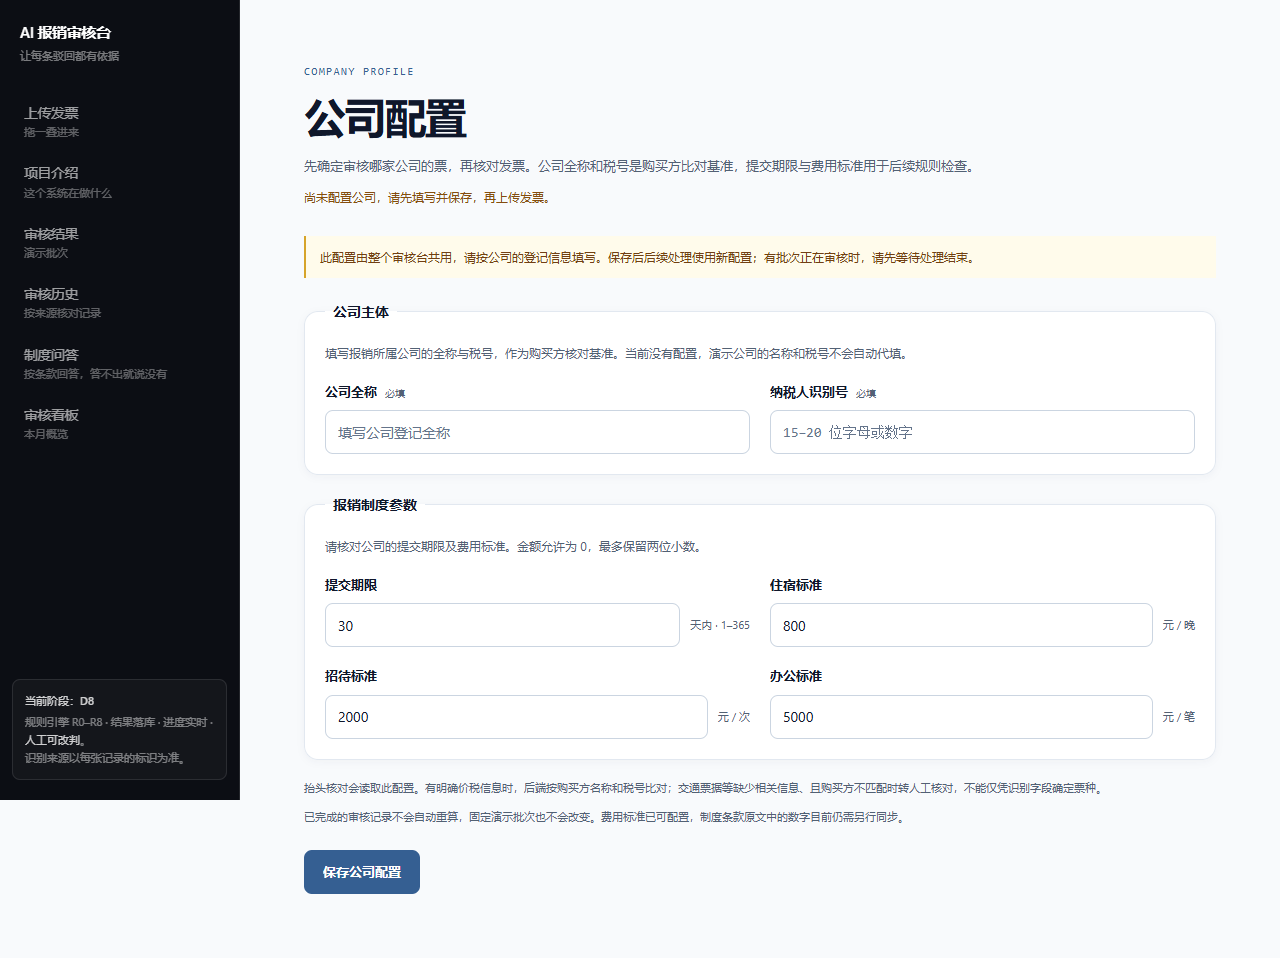 AI 报销审核台
让每条驳回都有依据
上传发票
拖一叠进来
项目介绍
这个系统在做什么
审核结果
演示批次
审核历史
按来源核对记录
制度问答
按条款回答，答不出就说没有
审核看板
本月概览
当前阶段：D8
规则引擎 R0–R8 · 结果落库 · 进度实时 ·
人工可改判。
识别来源以每张记录的标识为准。
COMPANY PROFILE
公司配置
先确定审核哪家公司的票，再核对发票。公司全称和税号是购买方比对基准，提交期限与费用标准用于后续规则检查。
尚未配置公司，请先填写并保存，再上传发票。
此配置由整个审核台共用，请按公司的登记信息填写。保存后后续处理使用新配置；有批次正在审核时，请先等待处理结束。
公司主体
填写报销所属公司的全称与税号，作为购买方核对基准。当前没有配置，演示公司的名称和税号不会自动代填。
公司全称 必填
填写公司登记全称
纳税人识别号 必填
15–20 位字母或数字
报销制度参数
请核对公司的提交期限及费用标准。金额允许为 0，最多保留两位小数。
提交期限
30 天内 · 1–365
住宿标准
800 元 / 晚
招待标准
2000 元 / 次
办公标准
5000 元 / 笔
抬头核对会读取此配置。有明确价税信息时，后端按购买方名称和税号比对；交通票据等缺少相关信息、且购买方不匹配时转人工核对，不能仅凭识别字段确定票种。
已完成的审核记录不会自动重算，固定演示批次也不会改变。费用标准已可配置，制度条款原文中的数字目前仍需另行同步。
保存公司配置